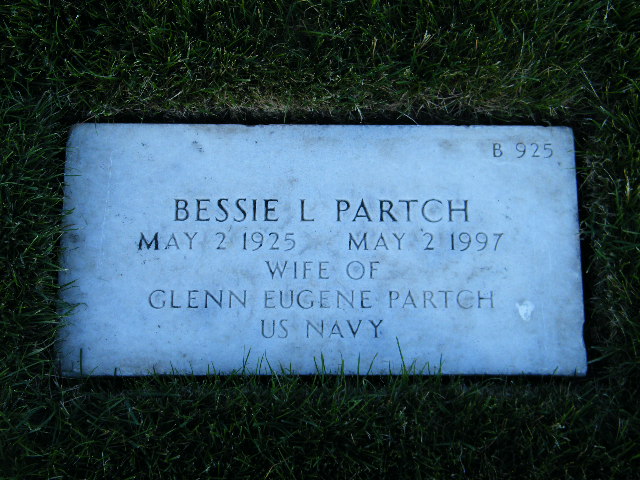 B 925
BESSIE L PARTCH
MAY 2 1925 MAY 2 1997
WIFE OF
GLENN EUGENE PARTCH
US NAVY